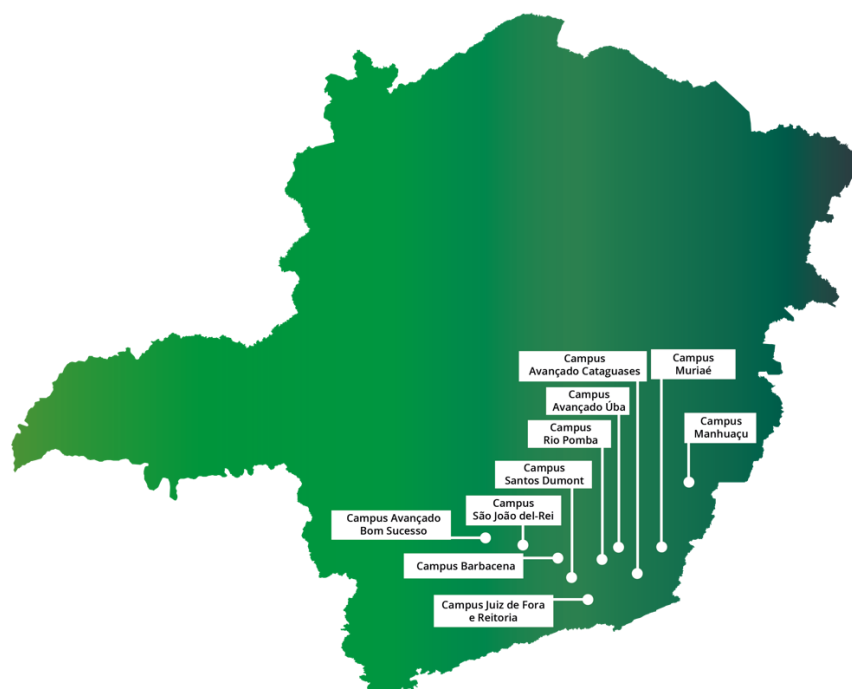 Campus
Avançado Cataguases
Campus
Muriaé
Campus
Avançado Úba
Campus
Rio Pomba
Campus
Manhuaçu
Campus
Santos Dumont
Campus
São João del-Rei
Campus Avançado
Bom Sucesso
Campus Barbacena
Campus Juiz de Fora
e Reitoria